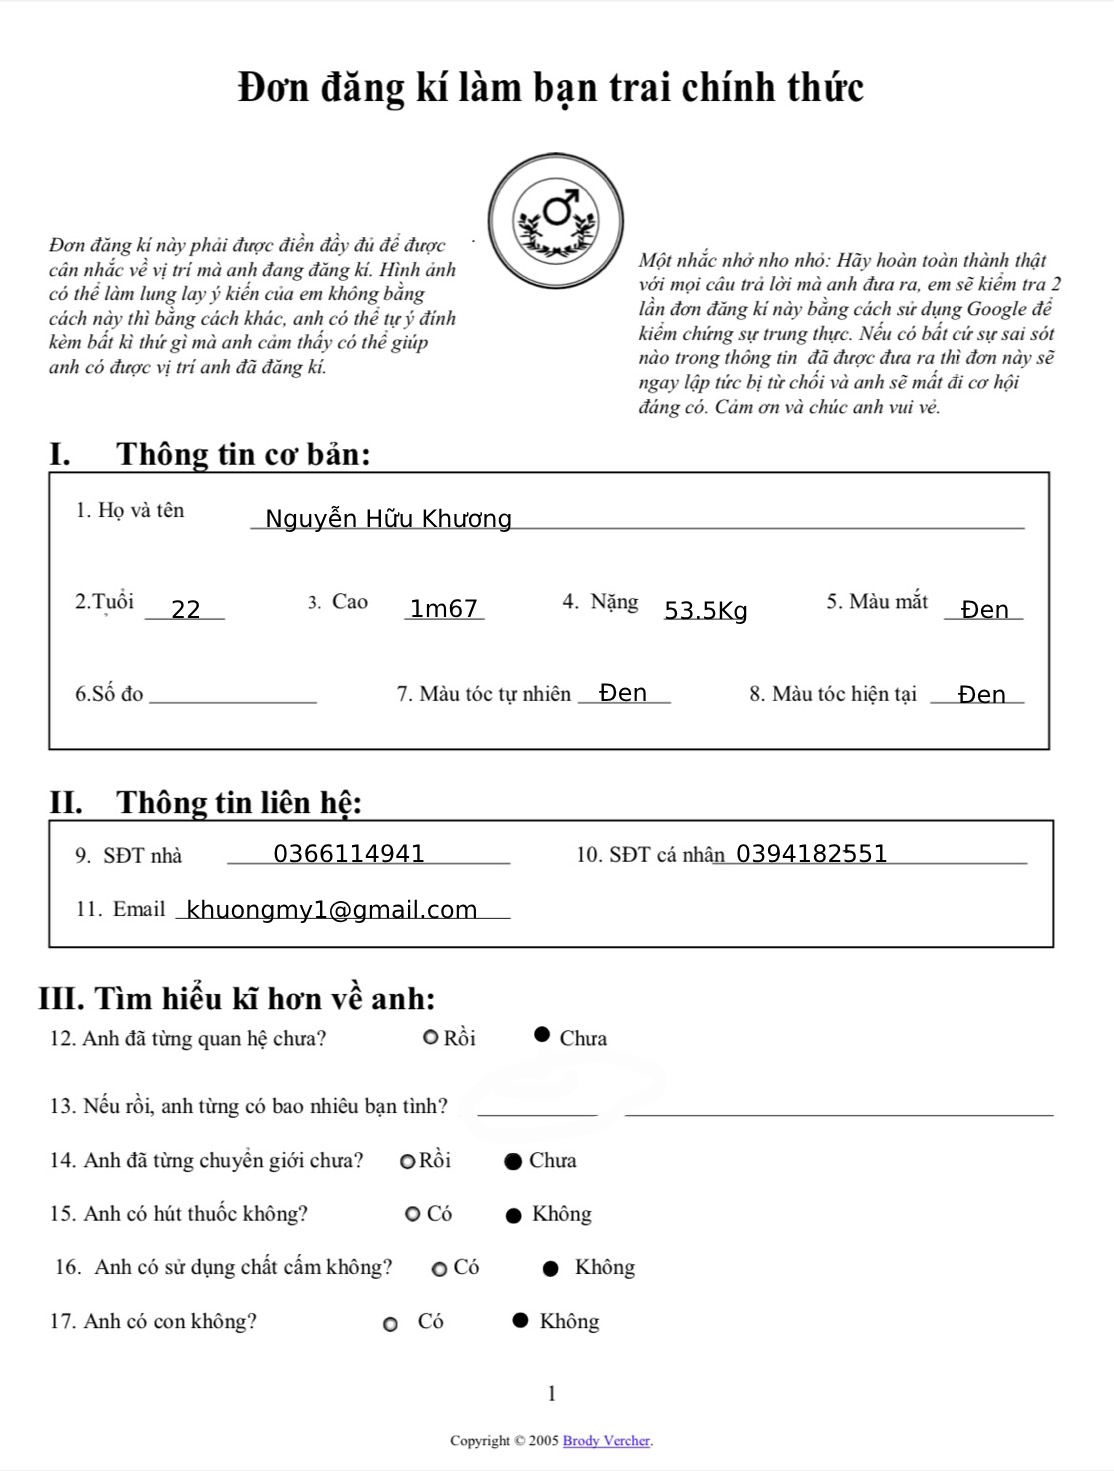 Đơn đăng kí làm bạn trai chính thức
Đơn đăng kí này phải được điền đầy đủ để được
cân nhắc về vị trí mà anh đang đăng kí. Hình ảnh
có thể làm lung lay ý kiến của em không bằng
cách này thì bằng cách khác, anh có thể tự ý đính
kèm bất kì thứ gì mà anh cảm thấy có thể giúp
anh có được vị trí anh đã đăng kí.
Một nhắc nhở nho nhỏ: Hãy hoàn toàn thành thật
với mọi câu trả lời mà anh đưa ra, em sẽ kiểm tra 2
lần đơn đăng kí này bằng cách sử dụng Google để
kiểm chứng sự trung thực. Nếu có bất cứ sự sai sót
nào trong thông tin đã được đưa ra thì đơn này sẽ
ngay lập tức bị từ chối và anh sẽ mất đi cơ hội
đáng có. Cảm ơn và chúc anh vui vẻ.
I. Thông tin cơ bản:
1. Họ và tên Nguyễn Hữu Khương
2.Tuổi 22 3. Cao 1m67 4. Nặng 53.5Kg 5. Màu mắt Đen
6.Số đo 7. Màu tóc tự nhiên Đen 8. Màu tóc hiện tại Đen
II. Thông tin liên hệ:
9. SĐT nhà 0366114941 10. SĐT cá nhân 0394182551
11. Email khuongmy1@gmail.com
III. Tìm hiểu kĩ hơn về anh:
12. Anh đã từng quan hệ chưa? Rồi Chưa
13. Nếu rồi, anh từng có bao nhiêu bạn tình?
14. Anh đã từng chuyển giới chưa? Rồi Chưa
15. Anh có hút thuốc không? Có Không
16. Anh có sử dụng chất cấm không? Có Không
17. Anh có con không? Có Không
1
Copyright © 2005 Brody Vercher.